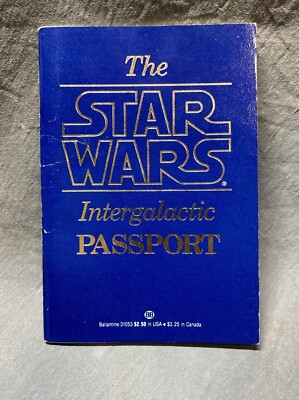 The
STAR
WARS®
Intergalactic
PASSPORT
BB
Ballantine 31053 $2.50 in USA ★ $3.25 in Canada